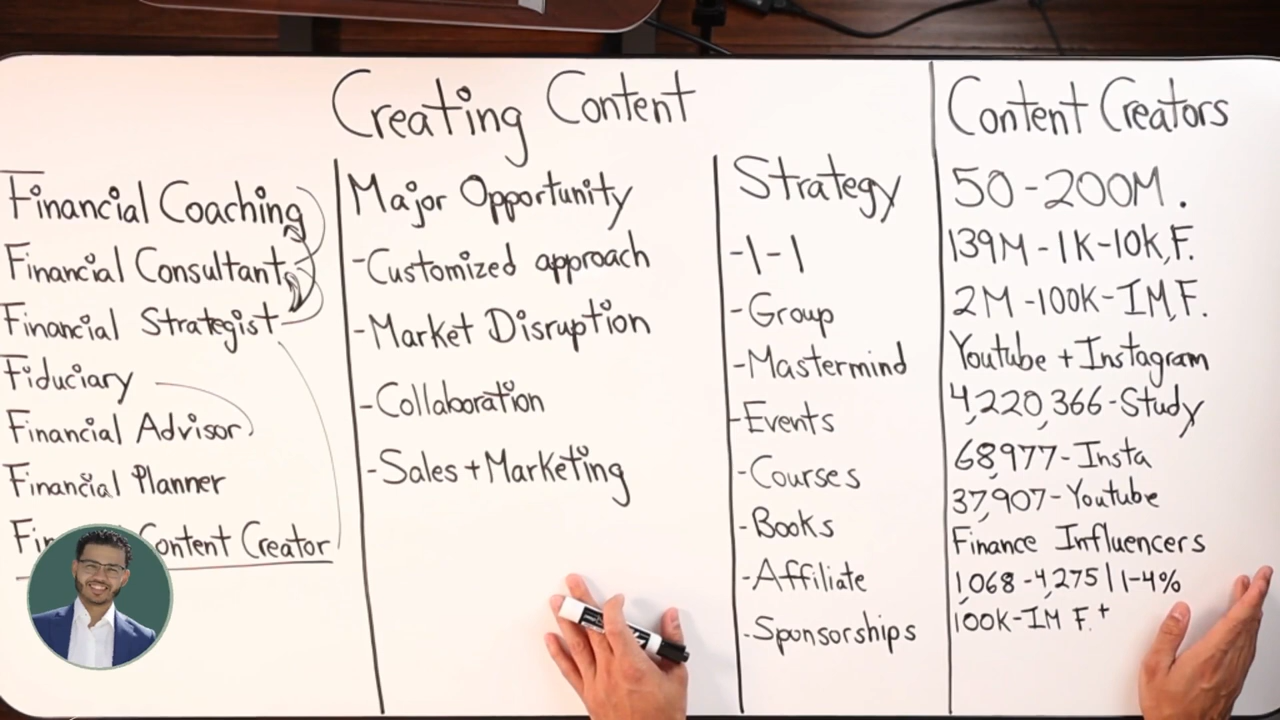 Creating Content
Financial Coaching
Financial Consultant
Financial Strategist
Fiduciary
Financial Advisor
Financial Planner
Content Creator
Major Opportunity
-Customized approach
-Market Disruption
-Collaboration
-Sales + Marketing
Strategy
-1-1
-Group
-Mastermind
-Events
-Courses
-Books
-Affiliate
-Sponsorships
Content Creators
50-200M.
139M-1K-10K,F.
2M-100K-1M,F.
Youtube + Instagram
4,220,366-Study
68,977-Insta
37,907-Youtube
Finance Influencers
1,068-4,275 | 1-4%
100K-1M F.+